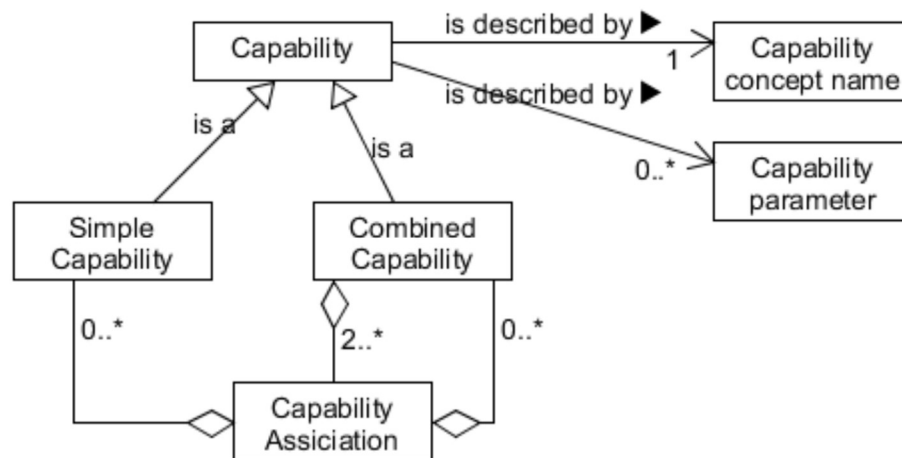 Capability
is described by ▶
1
Capability
concept name
is described by ▶
0..*
Capability
parameter
is a
is a
Simple
Capability
Combined
Capability
0..*
2..*
0..*
Capability
Assiciation